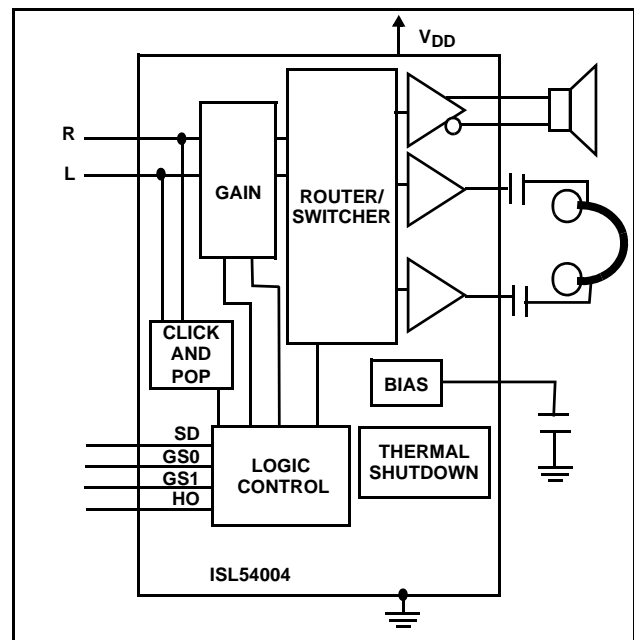 VDD
R
L
GAIN
ROUTER/
SWITCHER
CLICK
AND
POP
BIAS
SD
GS0
GS1
HO
LOGIC
CONTROL
THERMAL
SHUTDOWN
ISL54004